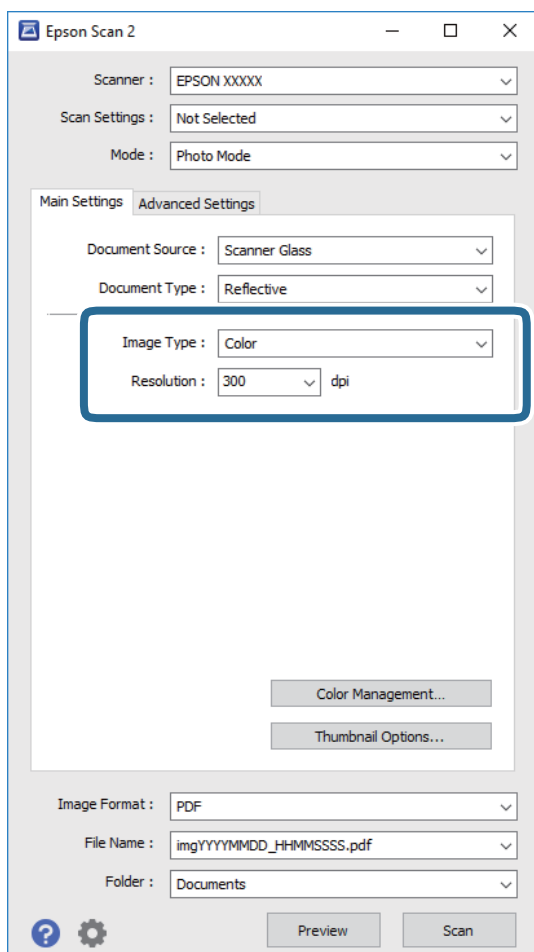 Epson Scan 2
Scanner : EPSON XXXXX
Scan Settings : Not Selected
Mode : Photo Mode
Main Settings Advanced Settings
Document Source : Scanner Glass
Document Type : Reflective
Image Type : Color
Resolution : 300 dpi
Color Management...
Thumbnail Options...
Image Format : PDF
File Name : imgYYYYMMDD_HHMMSSSS.pdf
Folder : Documents
? Preview Scan